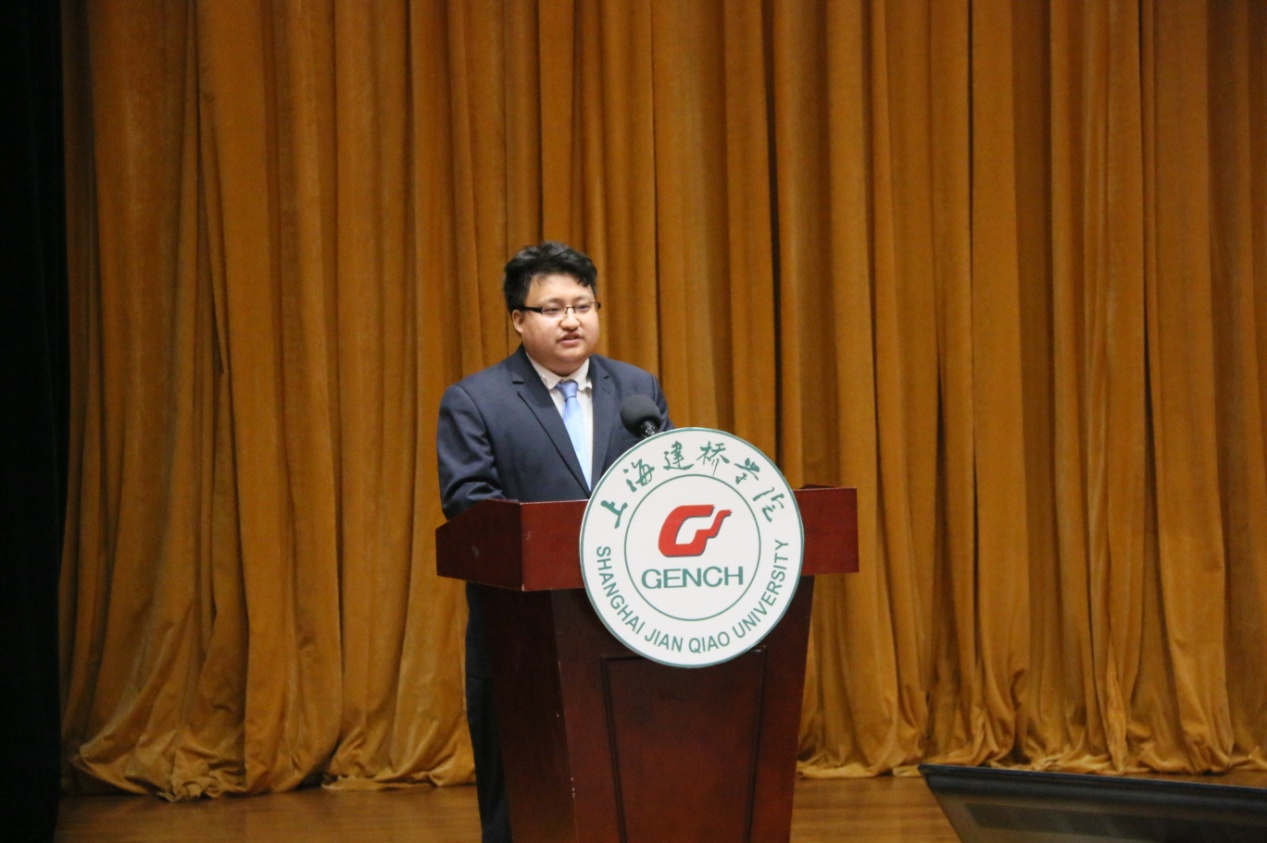 上海建桥学院
GENCH
SHANGHAI JIAN QIAO UNIVERSITY